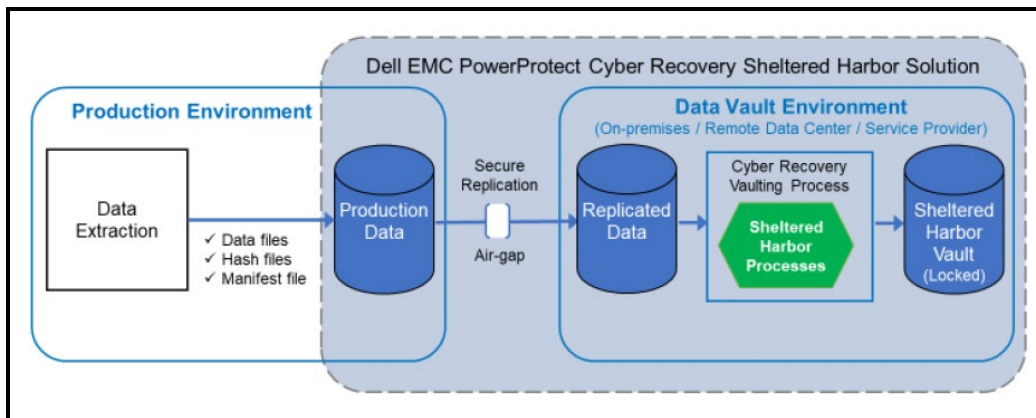 Dell EMC PowerProtect Cyber Recovery Sheltered Harbor Solution
Production Environment
Data Vault Environment
(On-premises / Remote Data Center / Service Provider)
Data
Extraction
✓ Data files
✓ Hash files
✓ Manifest file
Production
Data
Secure
Replication
Air-gap
Replicated
Data
Cyber Recovery
Vaulting Process
Sheltered
Harbor
Processes
Sheltered
Harbor
Vault
(Locked)